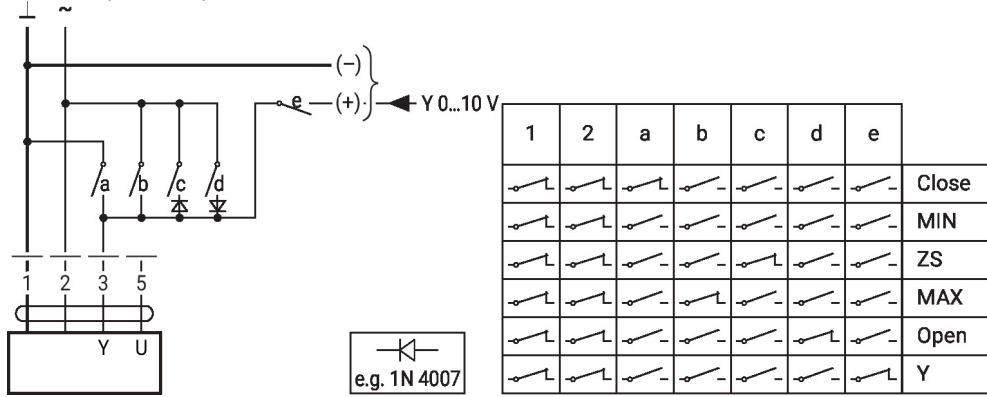 ~
(−)
e (+) Y 0...10 V
a b c d
1 2 3 5
Y U
e.g. 1N 4007
1 2 a b c d e
Close
MIN
ZS
MAX
Open
Y